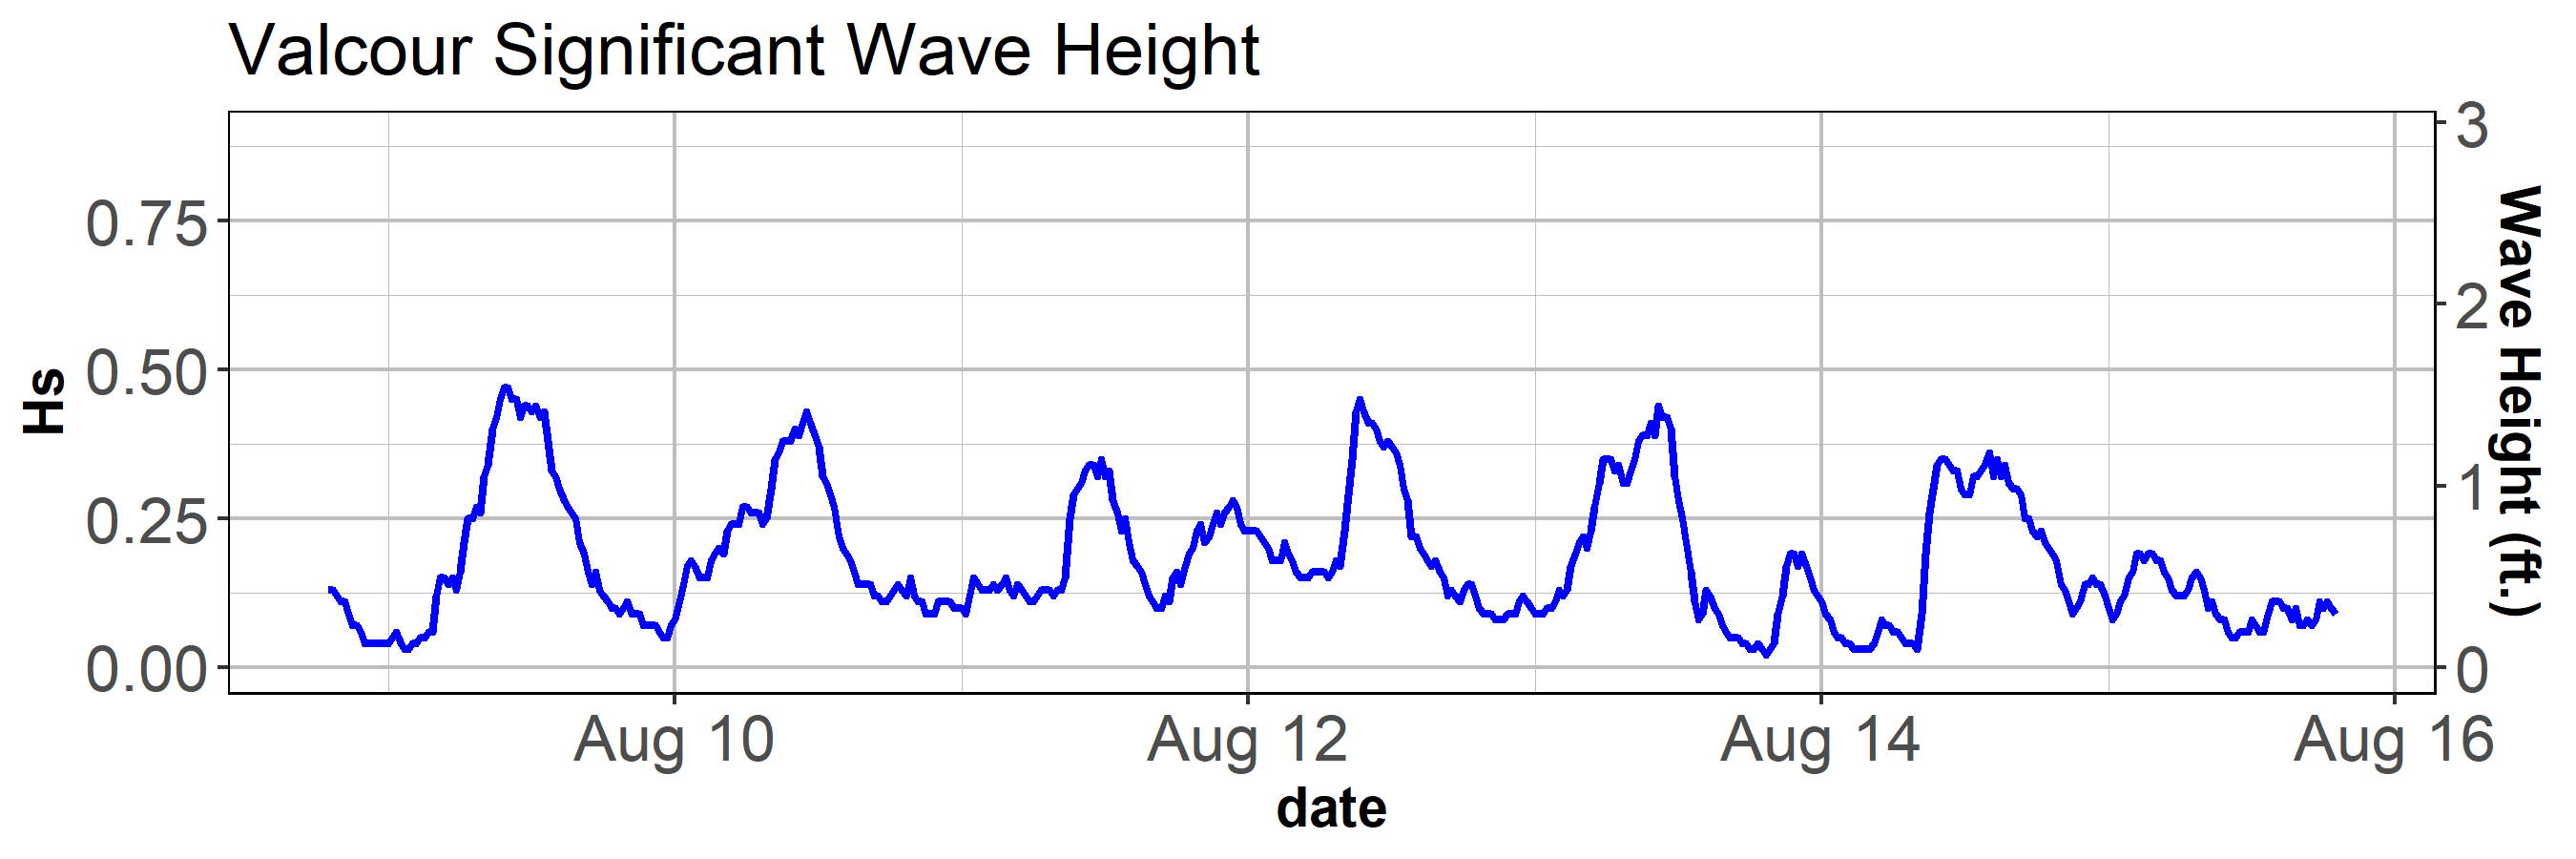 Valcour Significant Wave Height
Hs
0.75
0.50
0.25
0.00
3
2
1
0
Wave Height (ft.)
Aug 10 Aug 12 Aug 14 Aug 16
date